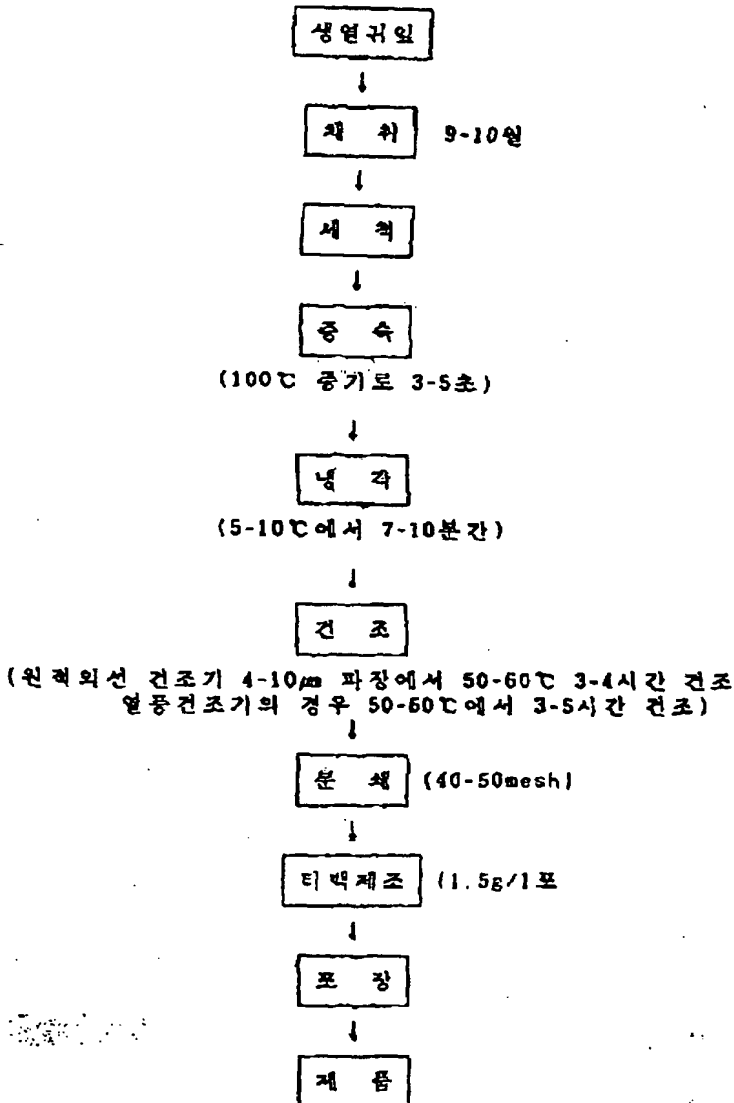 생열귀잎
↓
채 취 9-10월
↓
세 척
↓
증 숙
(100℃ 증기로 3-5초)
↓
냉 각
(5-10℃에서 7-10분간)
↓
건 조
(원적외선 건조기 4-10㎛ 파장에서 50-60℃ 3-4시간 건조
열풍건조기의 경우 50-60℃에서 3-5시간 건조)
↓
분 쇄 (40-50mesh)
↓
티백제조 (1.5g/1포
↓
포 장
↓
제 품